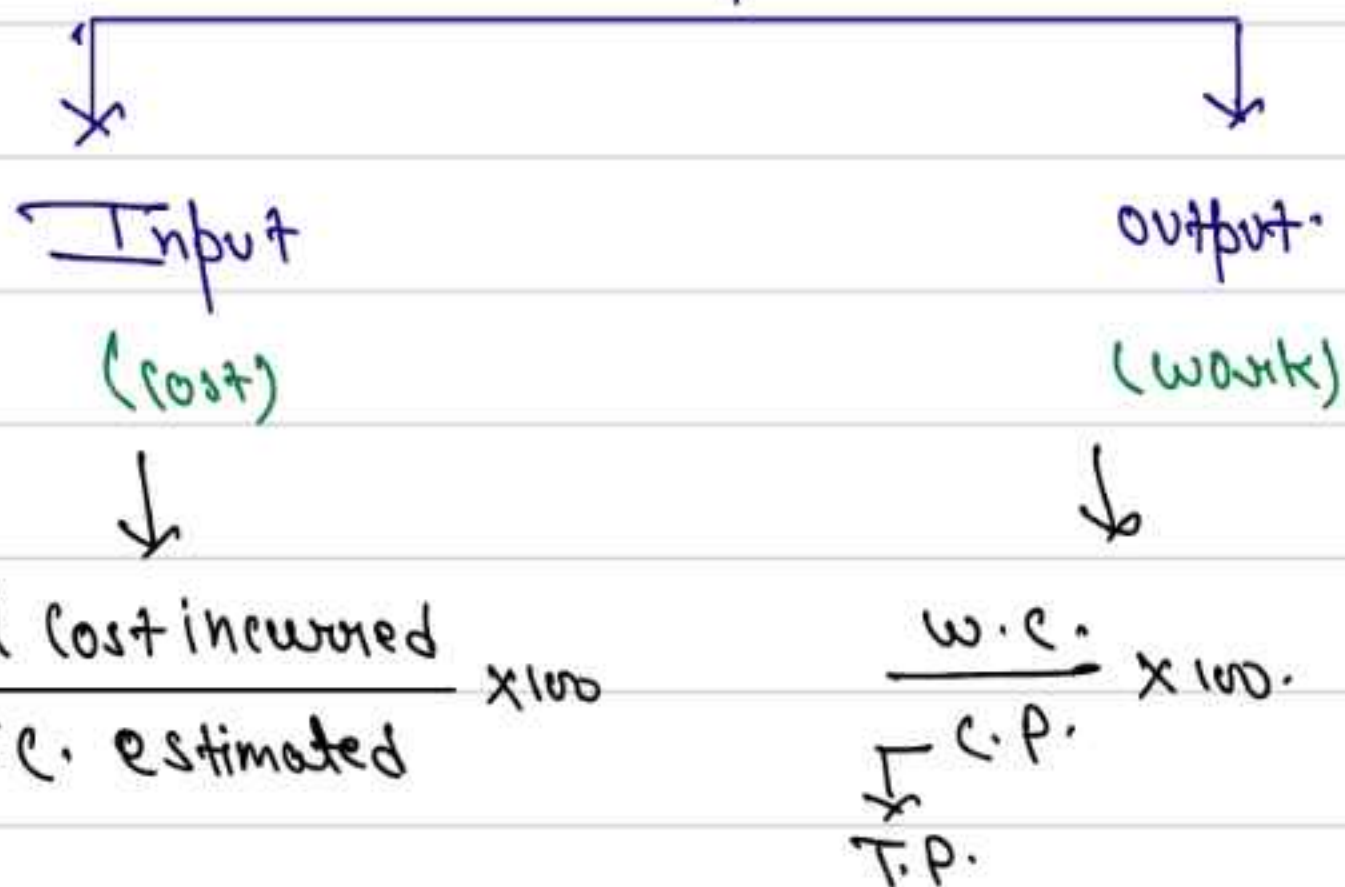 Input
output.
(cost)
(work)
Cost incurred
C. estimated
×100
W.C.
C.P.
×100.
T.P.